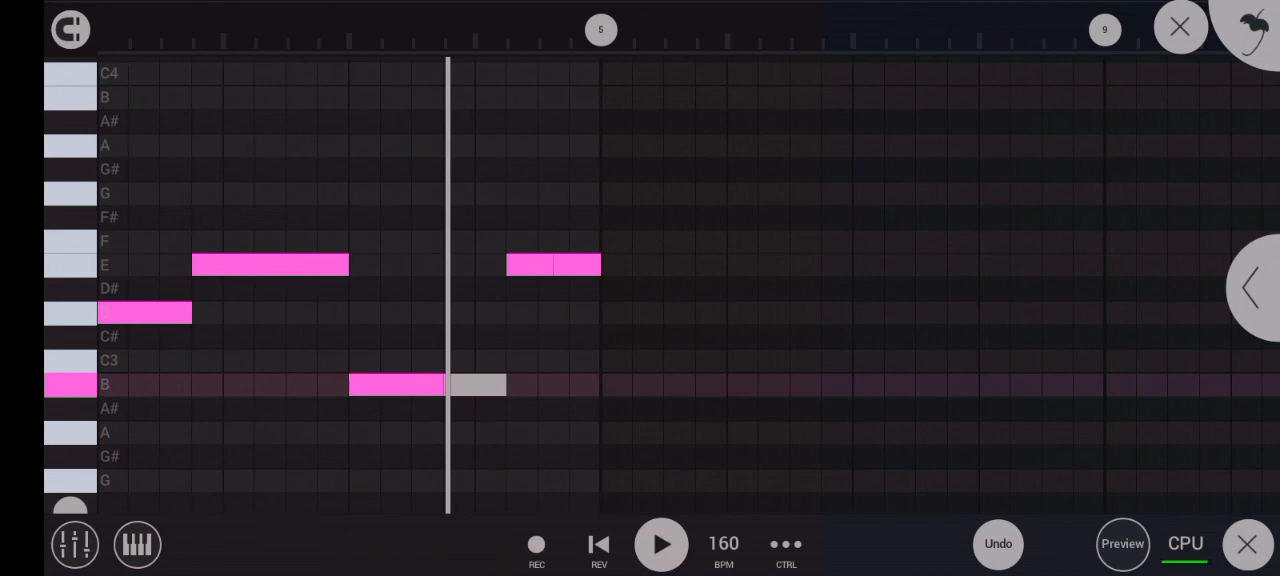 5 9
C4
B
A#
A
G#
G
F#
F
E
D#
C#
C3
B
A#
A
G#
G
160 Undo Preview CPU
REC REV BPM CTRL